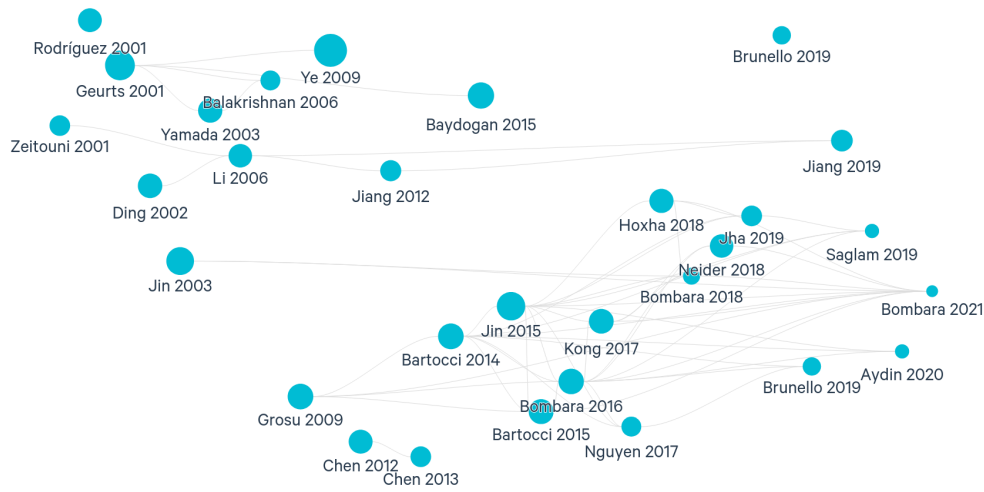 Rodríguez 2001
Brunello 2019
Ye 2009
Geurts 2001
Balakrishnan 2006
Baydogan 2015
Yamada 2003
Zeitouni 2001
Jiang 2019
Li 2006
Jiang 2012
Ding 2002
Hoxha 2018
Jha 2019
Saglam 2019
Neider 2018
Jin 2003
Bombara 2018
Bombara 2021
Jin 2015
Kong 2017
Bartocci 2014
Aydin 2020
Brunello 2019
Bombara 2016
Grosu 2009
Bartocci 2015
Nguyen 2017
Chen 2012
Chen 2013